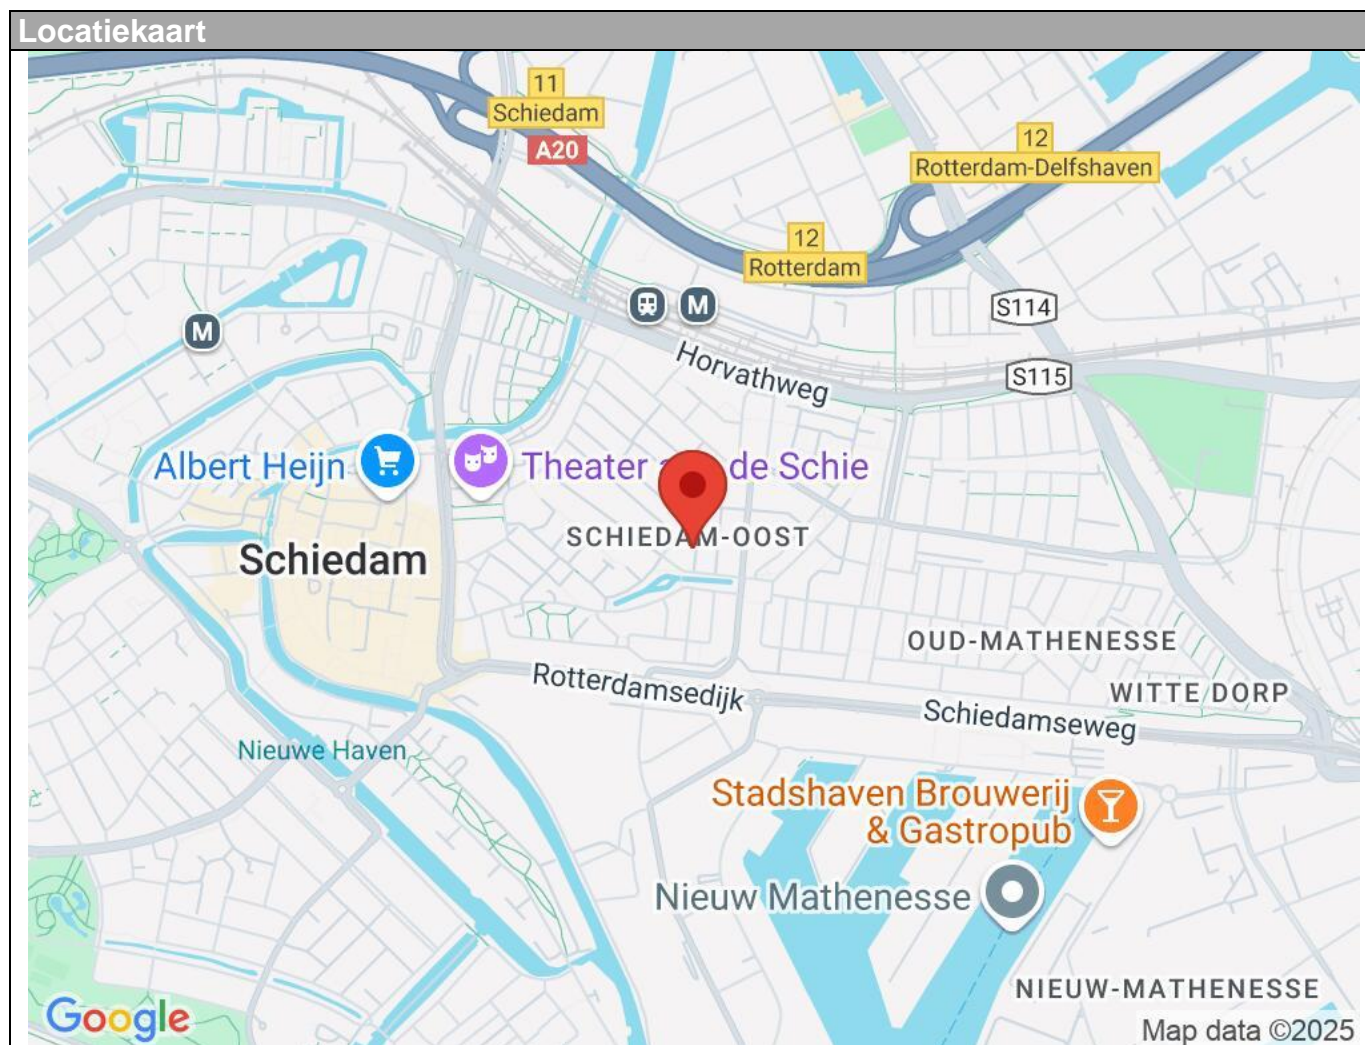 Locatiekaart
11
Schiedam
A20
12
Rotterdam-Delfshaven
12
Rotterdam
S114
M
M
Horvathweg
S115
Albert Heijn
Theater a de Schie
SCHIEDAM-OOST
Schiedam
OUD-MATHENESSE
Rotterdamsedijk
WITTE DORP
Schiedamseweg
Nieuwe Haven
Stadshaven Brouwerij
& Gastropub
Nieuw Mathenesse
NIEUW-MATHENESSE
Google
Map data ©2025